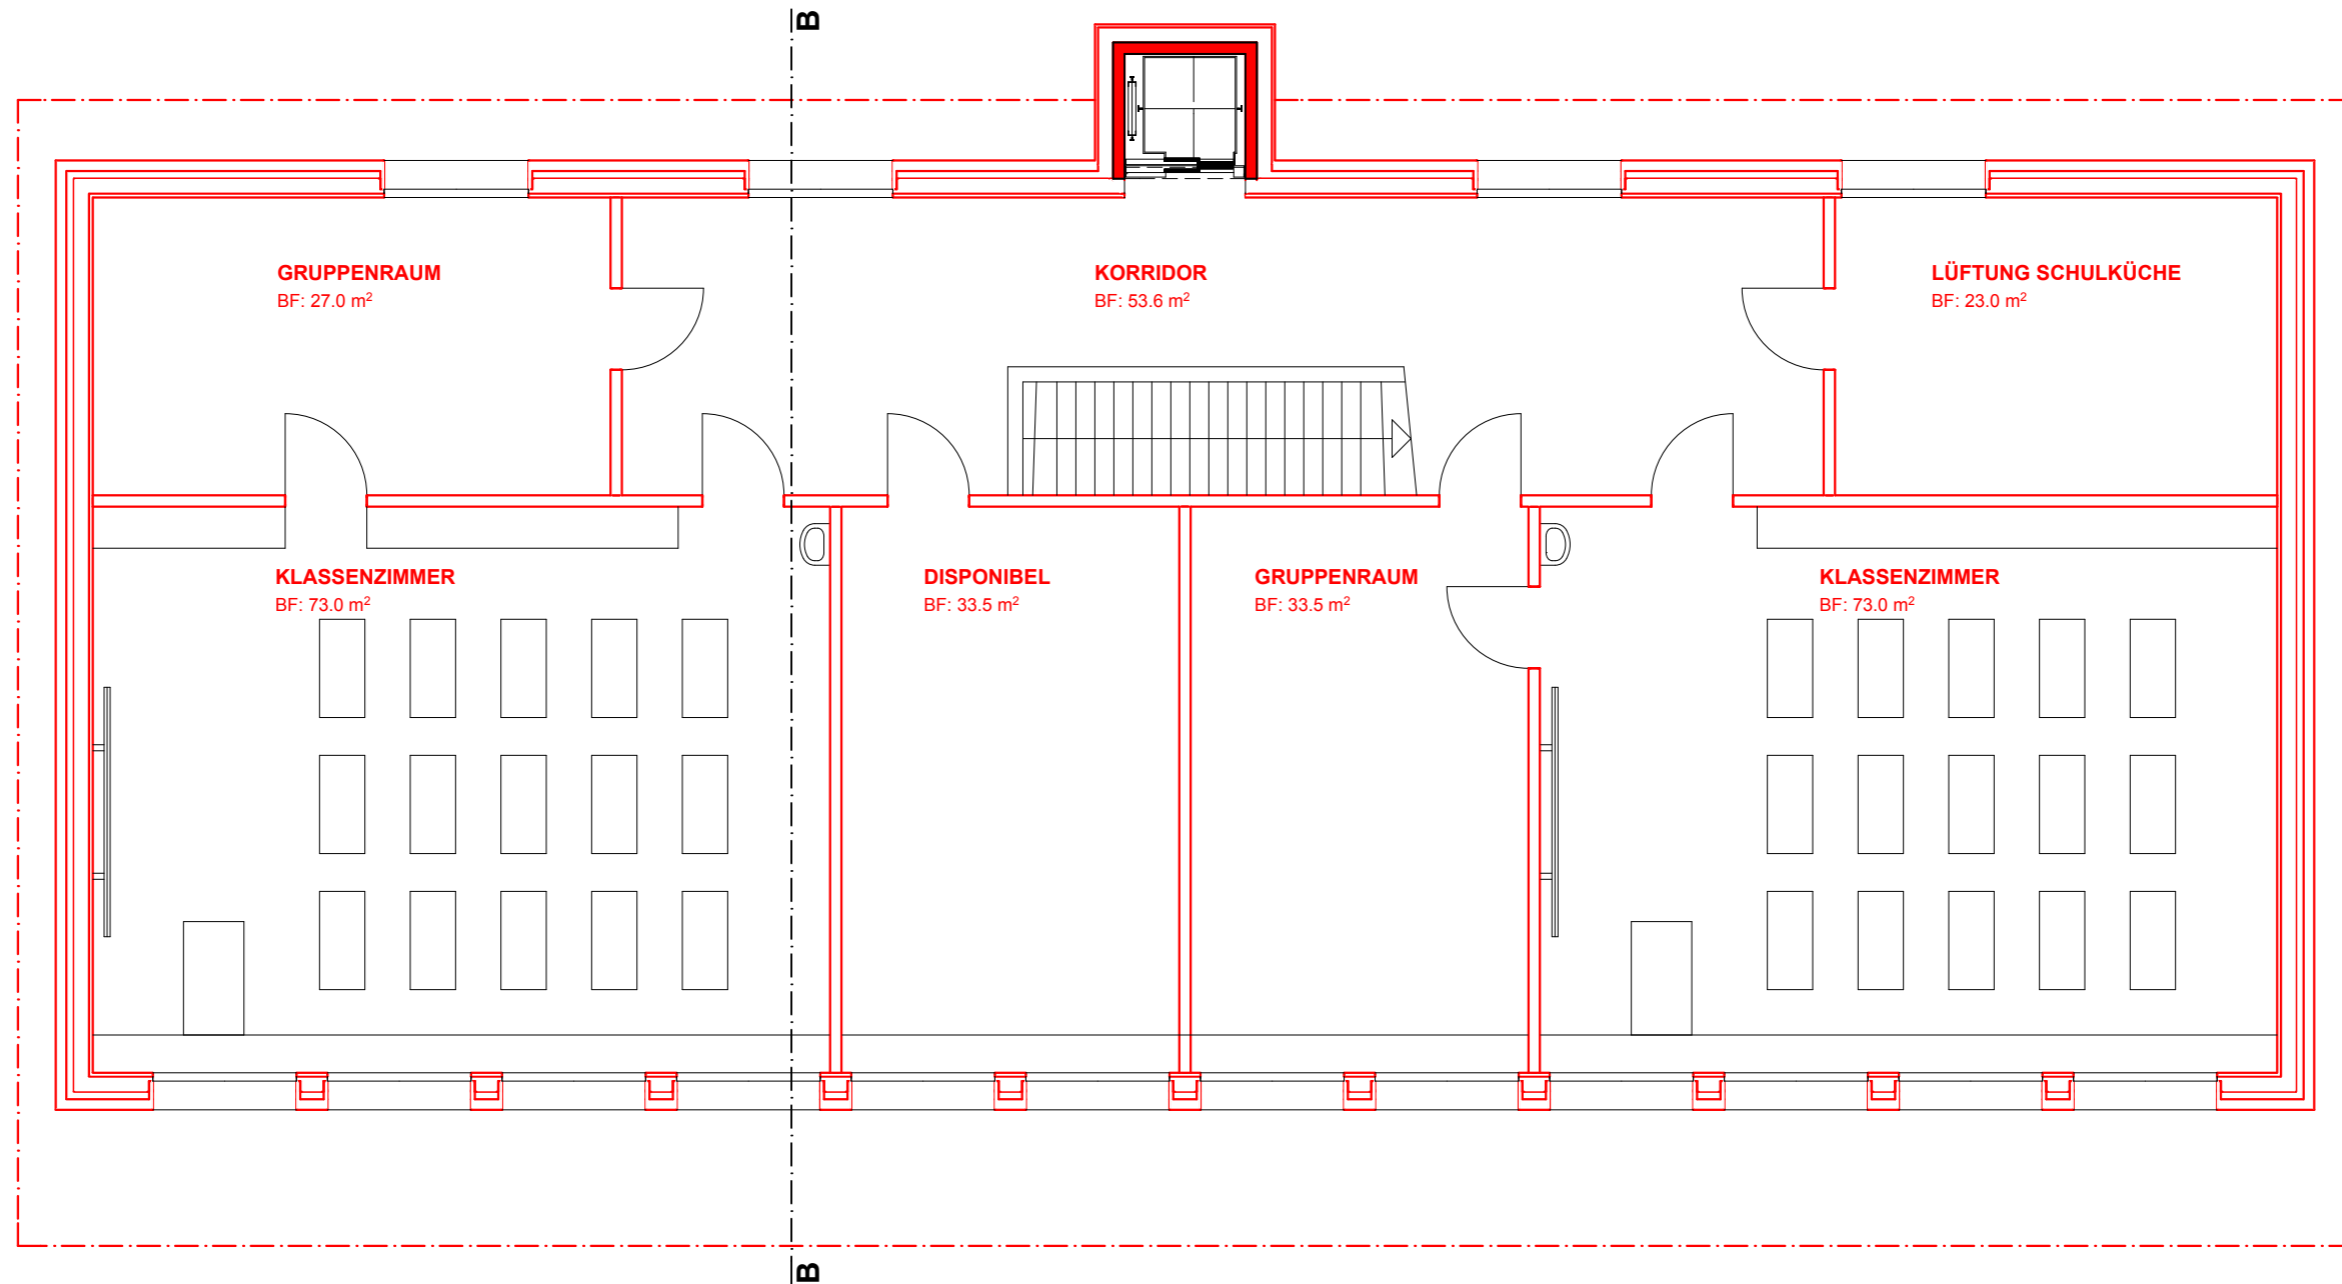 B
GRUPPENRAUM
BF: 27.0 m²
KORRIDOR
BF: 53.6 m²
LÜFTUNG SCHULKÜCHE
BF: 23.0 m²
KLASSENZIMMER
BF: 73.0 m²
DISPONIBEL
BF: 33.5 m²
GRUPPENRAUM
BF: 33.5 m²
KLASSENZIMMER
BF: 73.0 m²
B